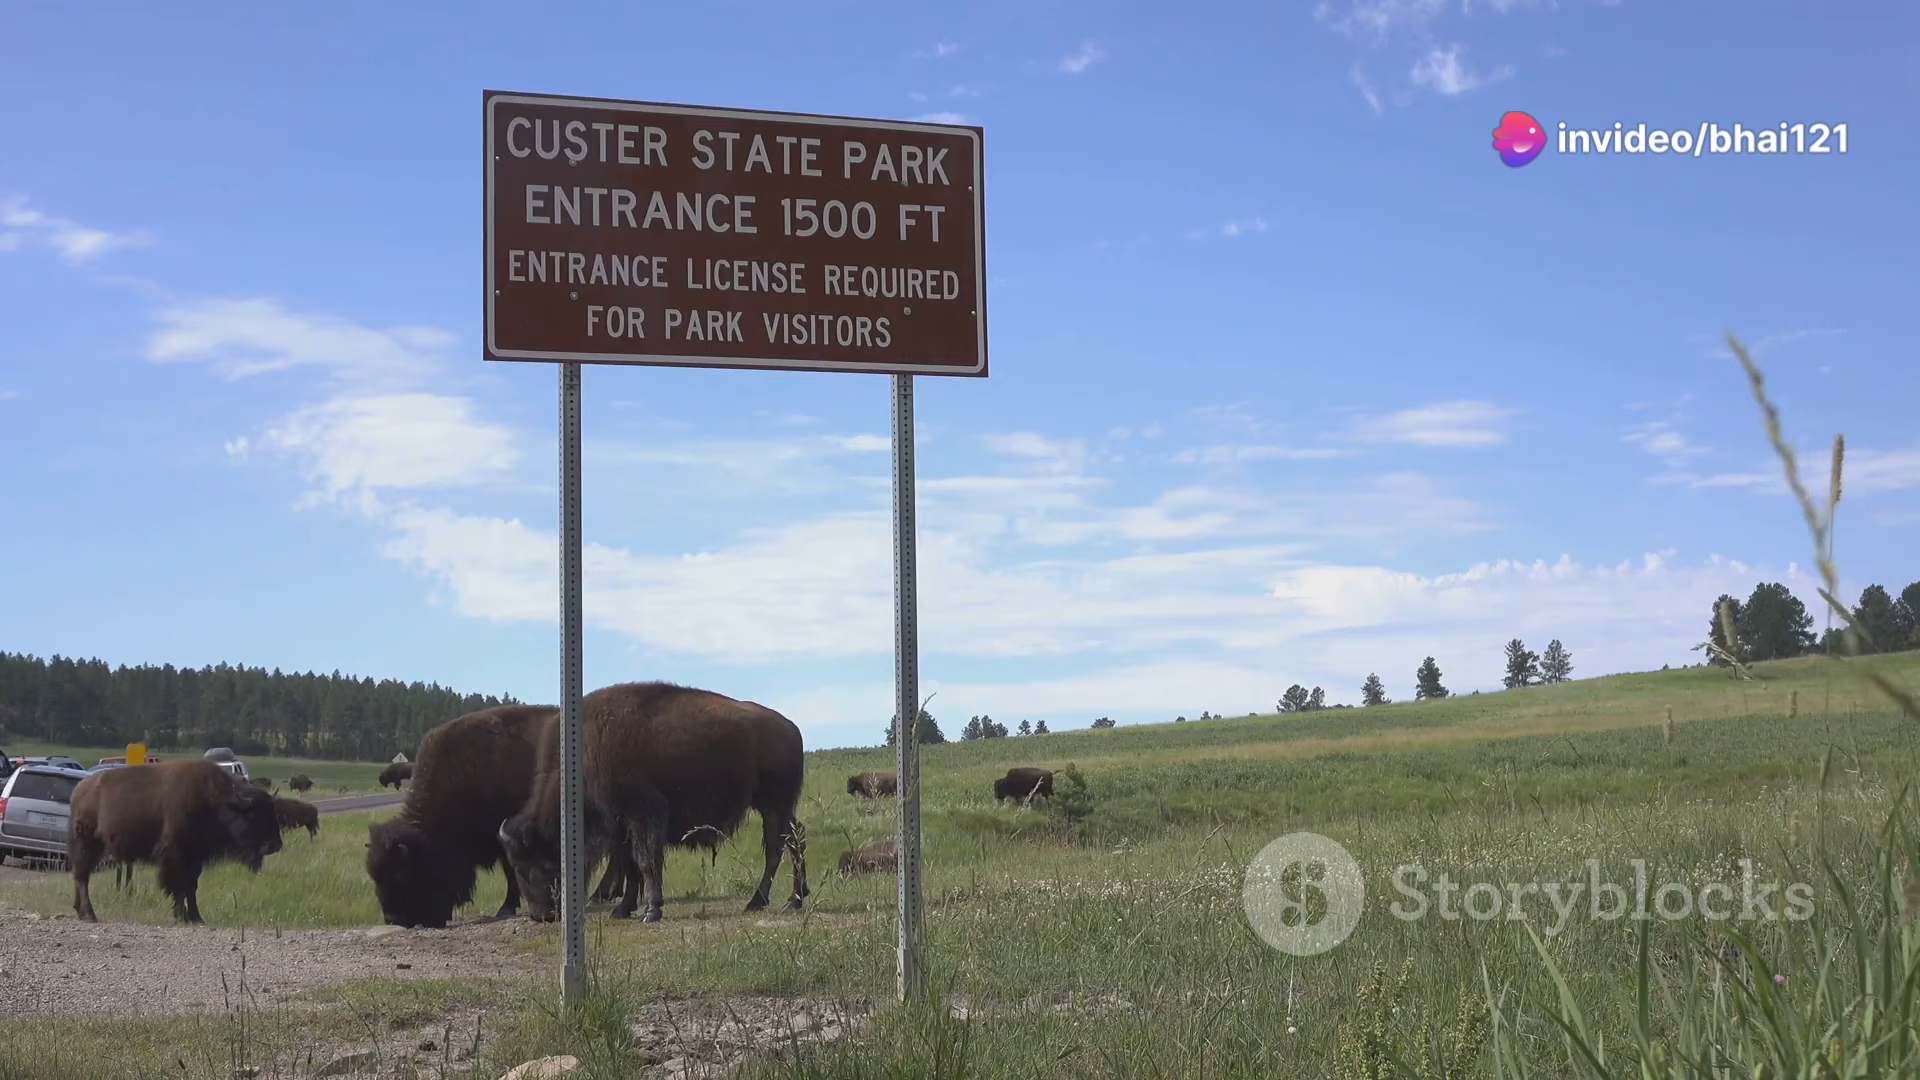 CUSTER STATE PARK
ENTRANCE 1500 FT
ENTRANCE LICENSE REQUIRED
FOR PARK VISITORS
invideo/bhai121
Storyblocks